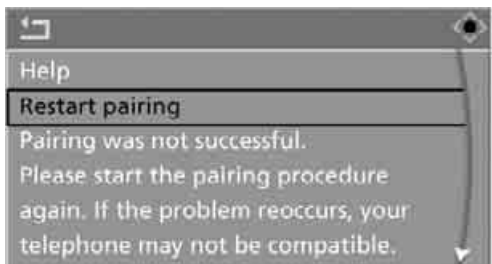 Help
Restart pairing
Pairing was not successful.
Please start the pairing procedure
again. If the problem reoccurs, your
telephone may not be compatible.